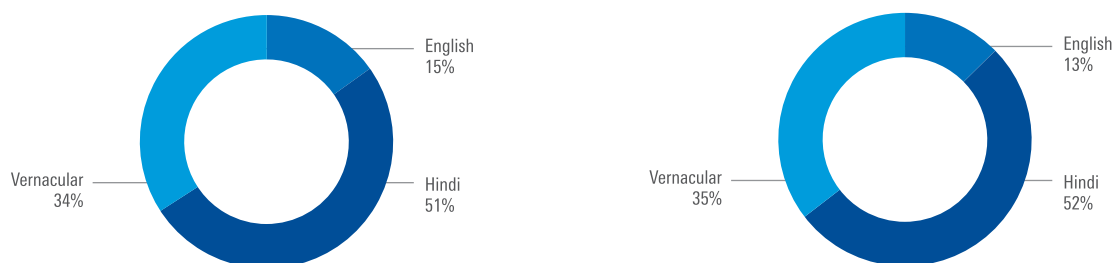 English
15%
Vernacular
34%
Hindi
51%
English
13%
Vernacular
35%
Hindi
52%